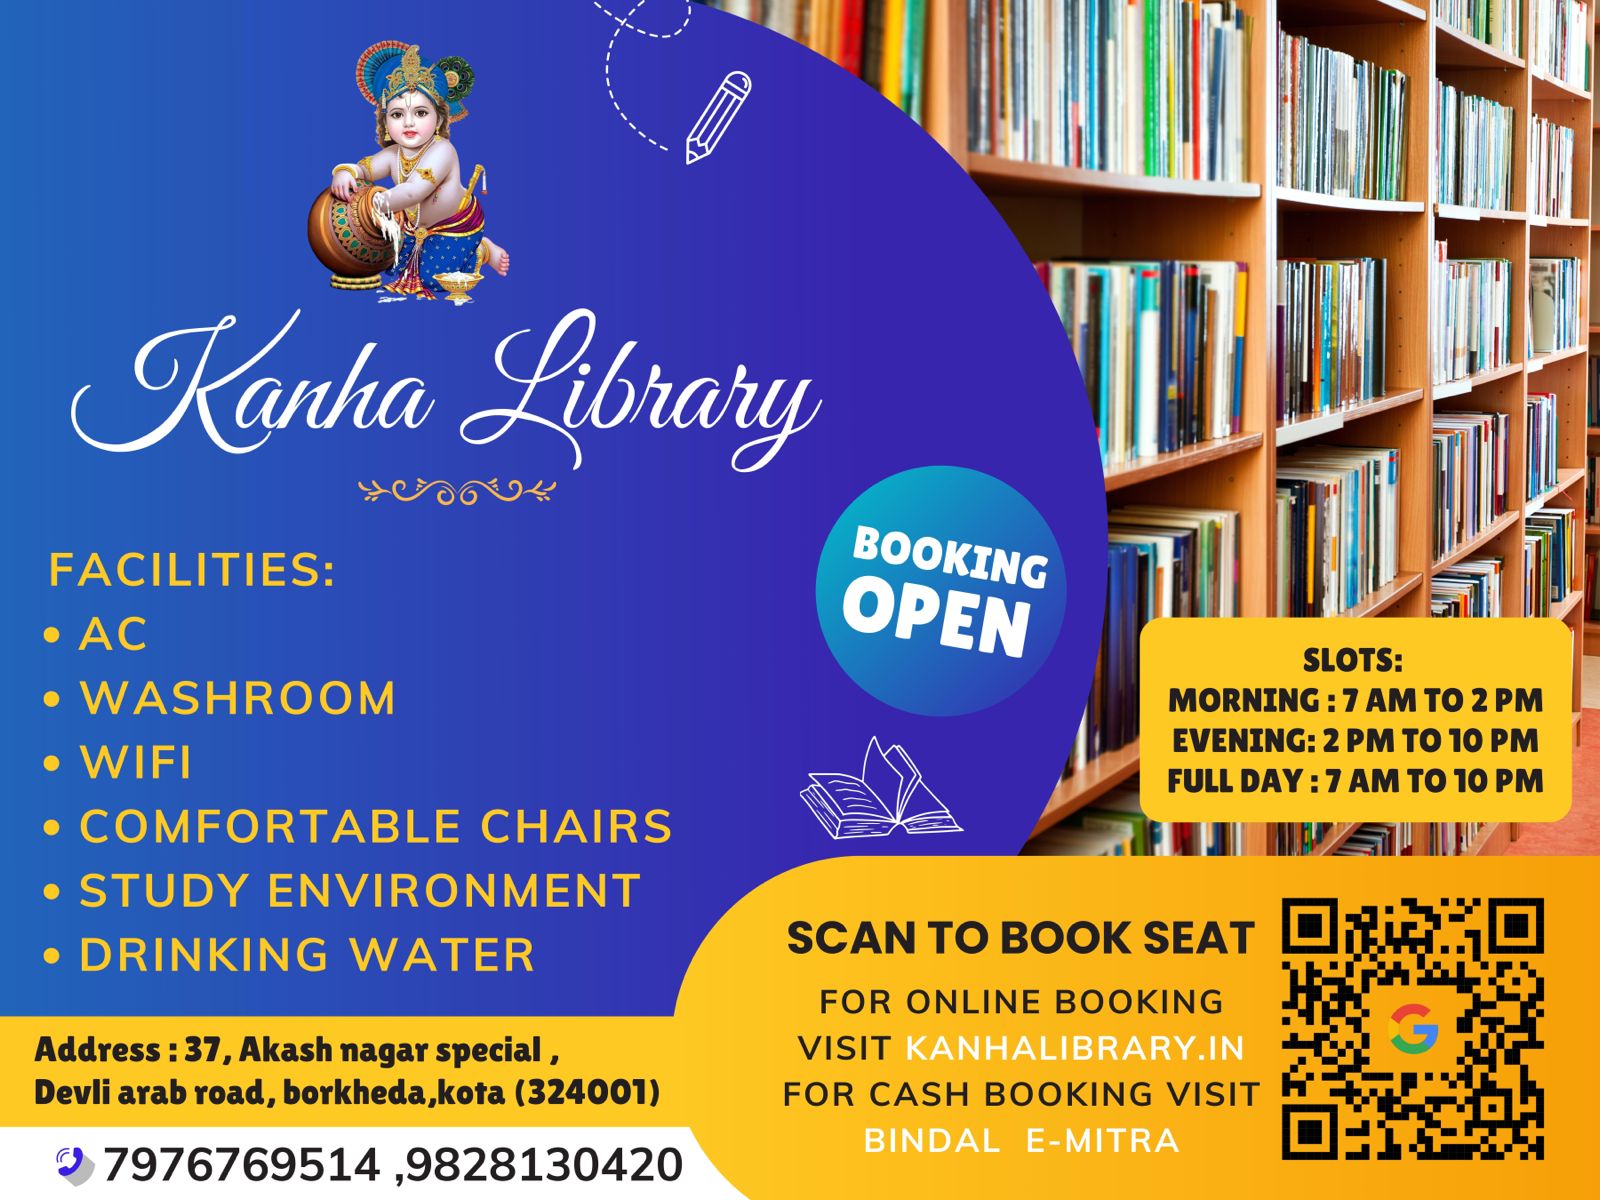 Kanha Library
FACILITIES:
• AC
• WASHROOM
• WIFI
• COMFORTABLE CHAIRS
• STUDY ENVIRONMENT
• DRINKING WATER
BOOKING
OPEN
SLOTS:
MORNING : 7 AM TO 2 PM
EVENING: 2 PM TO 10 PM
FULL DAY : 7 AM TO 10 PM
Address : 37, Akash nagar special ,
Devli arab road, borkheda,kota (324001)
7976769514 ,9828130420
SCAN TO BOOK SEAT
FOR ONLINE BOOKING
VISIT KANHALIBRARY.IN
FOR CASH BOOKING VISIT
BINDAL E-MITRA
G